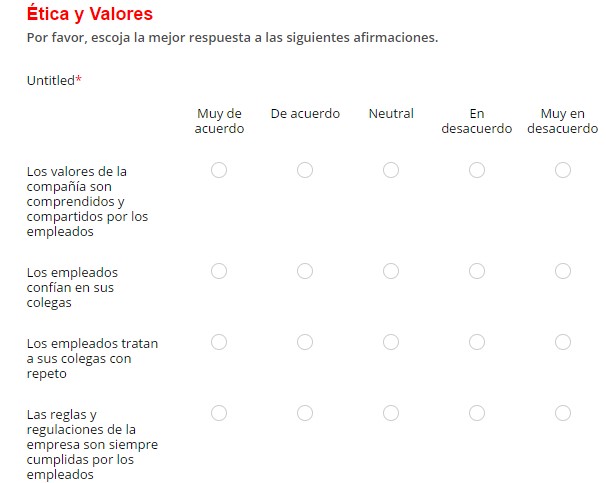 Ética y Valores
Por favor, escoja la mejor respuesta a las siguientes afirmaciones.
Untitled*
Muy de
acuerdo
De acuerdo
Neutral
En
desacuerdo
Muy en
desacuerdo
Los valores de la
compañía son
comprendidos y
compartidos por los
empleados
Los empleados
confían en sus
colegas
Los empleados tratan
a sus colegas con
repeto
Las reglas y
regulaciones de la
empresa son siempre
cumplidas por los
empleados